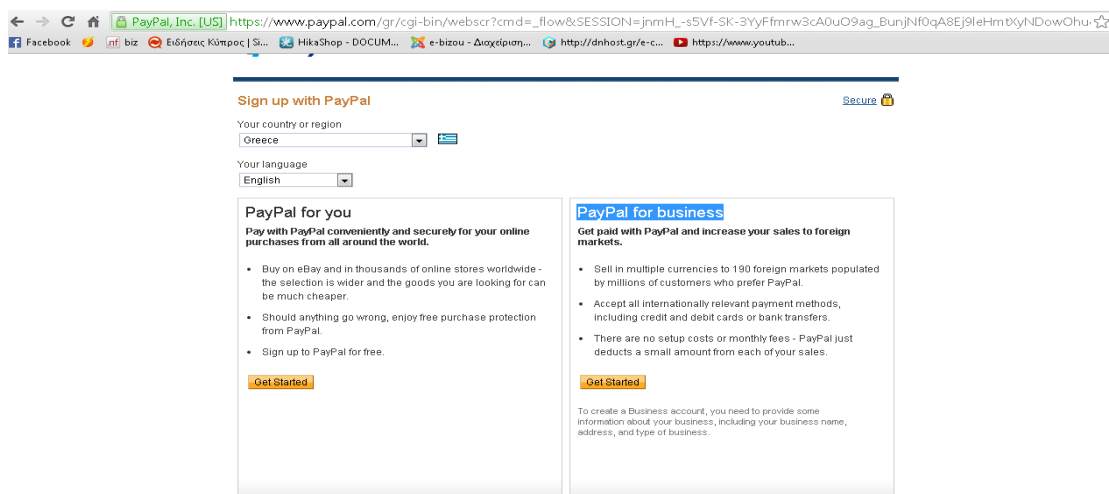 PayPal, Inc. [US] https://www.paypal.com/gr/cgi-bin/webscr?cmd=_flow&SESSION=jnmH_-s5Vf-SK-3YyFfmrw3cA0uO9ag_BunjNf0qA8Ej9leHmtXyNDowOhu
Facebook nf biz Ειδήσεις Κύπρος | Si... HikaShop - DOCUM... e-bizou - Διαχείριση... http://dnhost.gr/e-c... https://www.youtub...
Sign up with PayPal
Secure
Your country or region
Greece
Your language
English
PayPal for you
Pay with PayPal conveniently and securely for your online
purchases from all around the world.
• Buy on eBay and in thousands of online stores worldwide -
the selection is wider and the goods you are looking for can
be much cheaper.
• Should anything go wrong, enjoy free purchase protection
from PayPal.
• Sign up to PayPal for free.
Get Started
PayPal for business
Get paid with PayPal and increase your sales to foreign
markets.
• Sell in multiple currencies to 190 foreign markets populated
by millions of customers who prefer PayPal.
• Accept all internationally relevant payment methods,
including credit and debit cards or bank transfers.
• There are no setup costs or monthly fees - PayPal just
deducts a small amount from each of your sales.
Get Started
To create a Business account, you need to provide some
information about your business, including your business name,
address, and type of business.